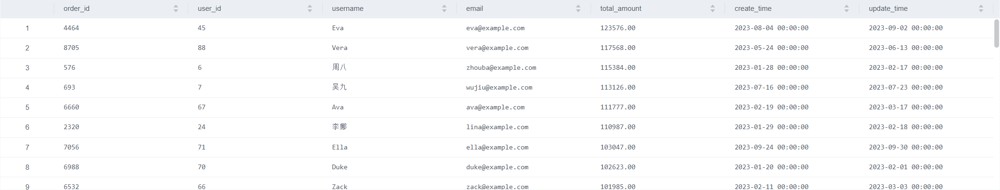 order_id user_id username email total_amount create_time update_time
1 4464 45 Eva eva@example.com 123576.00 2023-08-04 00:00:00 2023-09-02 00:00:00
2 8705 88 Vera vera@example.com 117568.00 2023-05-24 00:00:00 2023-06-13 00:00:00
3 576 6 周八 zhouba@example.com 115384.00 2023-01-28 00:00:00 2023-02-17 00:00:00
4 693 7 吴九 wujiu@example.com 113126.00 2023-07-16 00:00:00 2023-07-23 00:00:00
5 6660 67 Ava ava@example.com 111777.00 2023-02-19 00:00:00 2023-03-17 00:00:00
6 2320 24 李娜 lina@example.com 110987.00 2023-01-29 00:00:00 2023-02-18 00:00:00
7 7056 71 Ella ella@example.com 103047.00 2023-09-24 00:00:00 2023-09-30 00:00:00
8 6988 70 Duke duke@example.com 102623.00 2023-01-20 00:00:00 2023-02-01 00:00:00
9 6532 66 Zack zack@example.com 101985.00 2023-02-11 00:00:00 2023-03-03 00:00:00